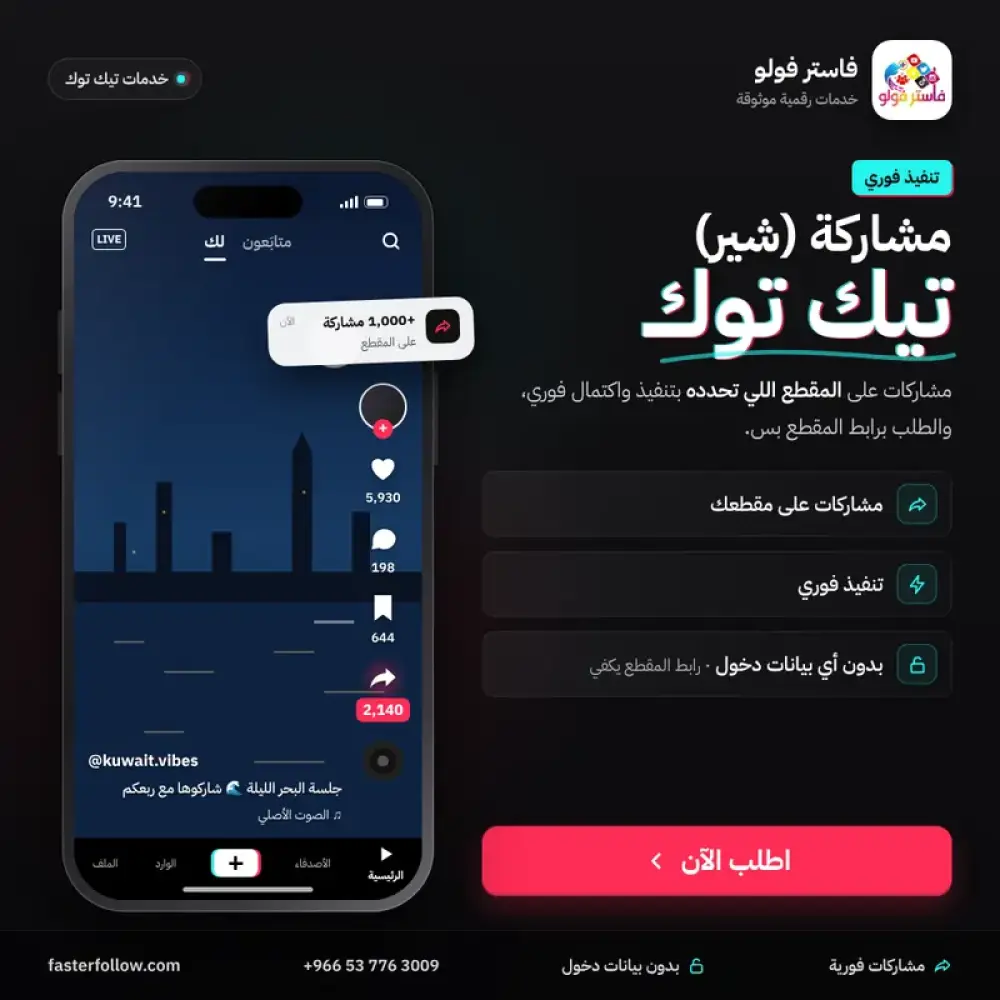 فاستر فولو
فاستر فولو
خدمات رقمية موثوقة
خدمات تيك توك
تنفيذ فوري
مشاركة (شير)
تيك توك
مشاركات على المقطع اللي تحدده بتنفيذ واكتمال فوري،
والطلب برابط المقطع بس.
مشاركات على مقطعك
تنفيذ فوري
بدون أي بيانات دخول · رابط المقطع يكفي
اطلب الآن
9:41
LIVE
لك
متابَعون
+1,000 مشاركة
الآن
على المقطع
5,930
198
644
2,140
@kuwait.vibes
جلسة البحر الليلة 🌊 شاركوها مع ربعكم
♫ الصوت الأصلي
الرئيسية
الأصدقاء
الوارد
الملف
مشاركات فورية
بدون بيانات دخول
+966 53 776 3009
fasterfollow.com